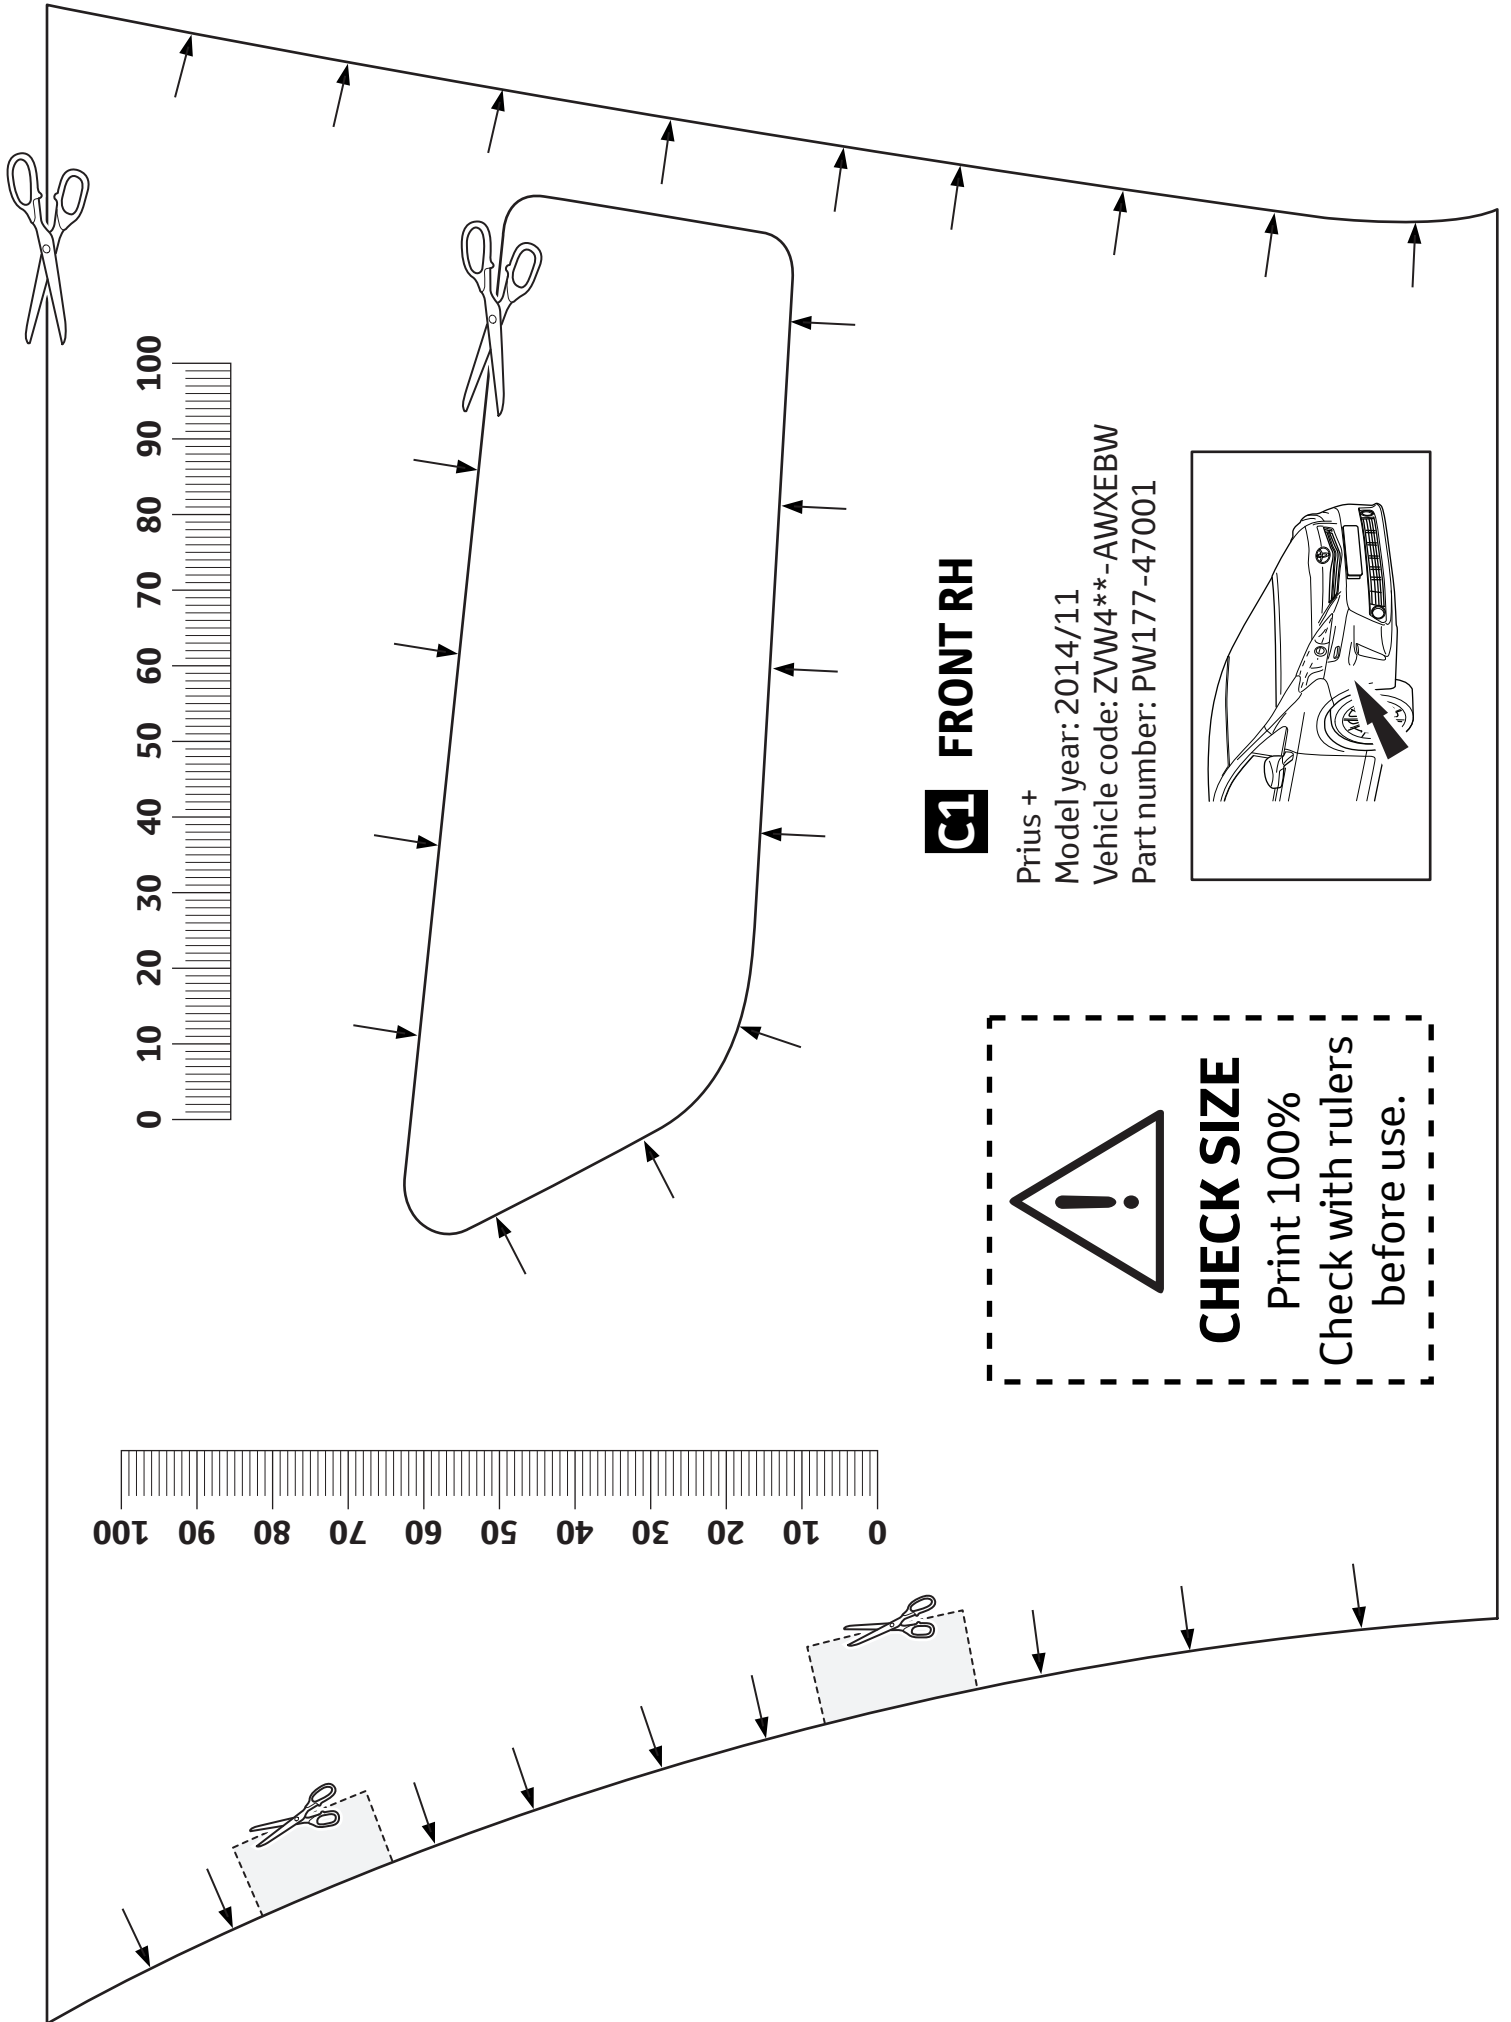 100 90 80 70 60 50 40 30 20 10 0
C1 FRONT RH
Prius +
Model year: 2014/11
Vehicle code: ZVW4**-AWXEBW
Part number: PW177-47001
!
CHECK SIZE
Print 100%
Check with rulers
before use.
100 90 80 70 60 50 40 30 20 10 0